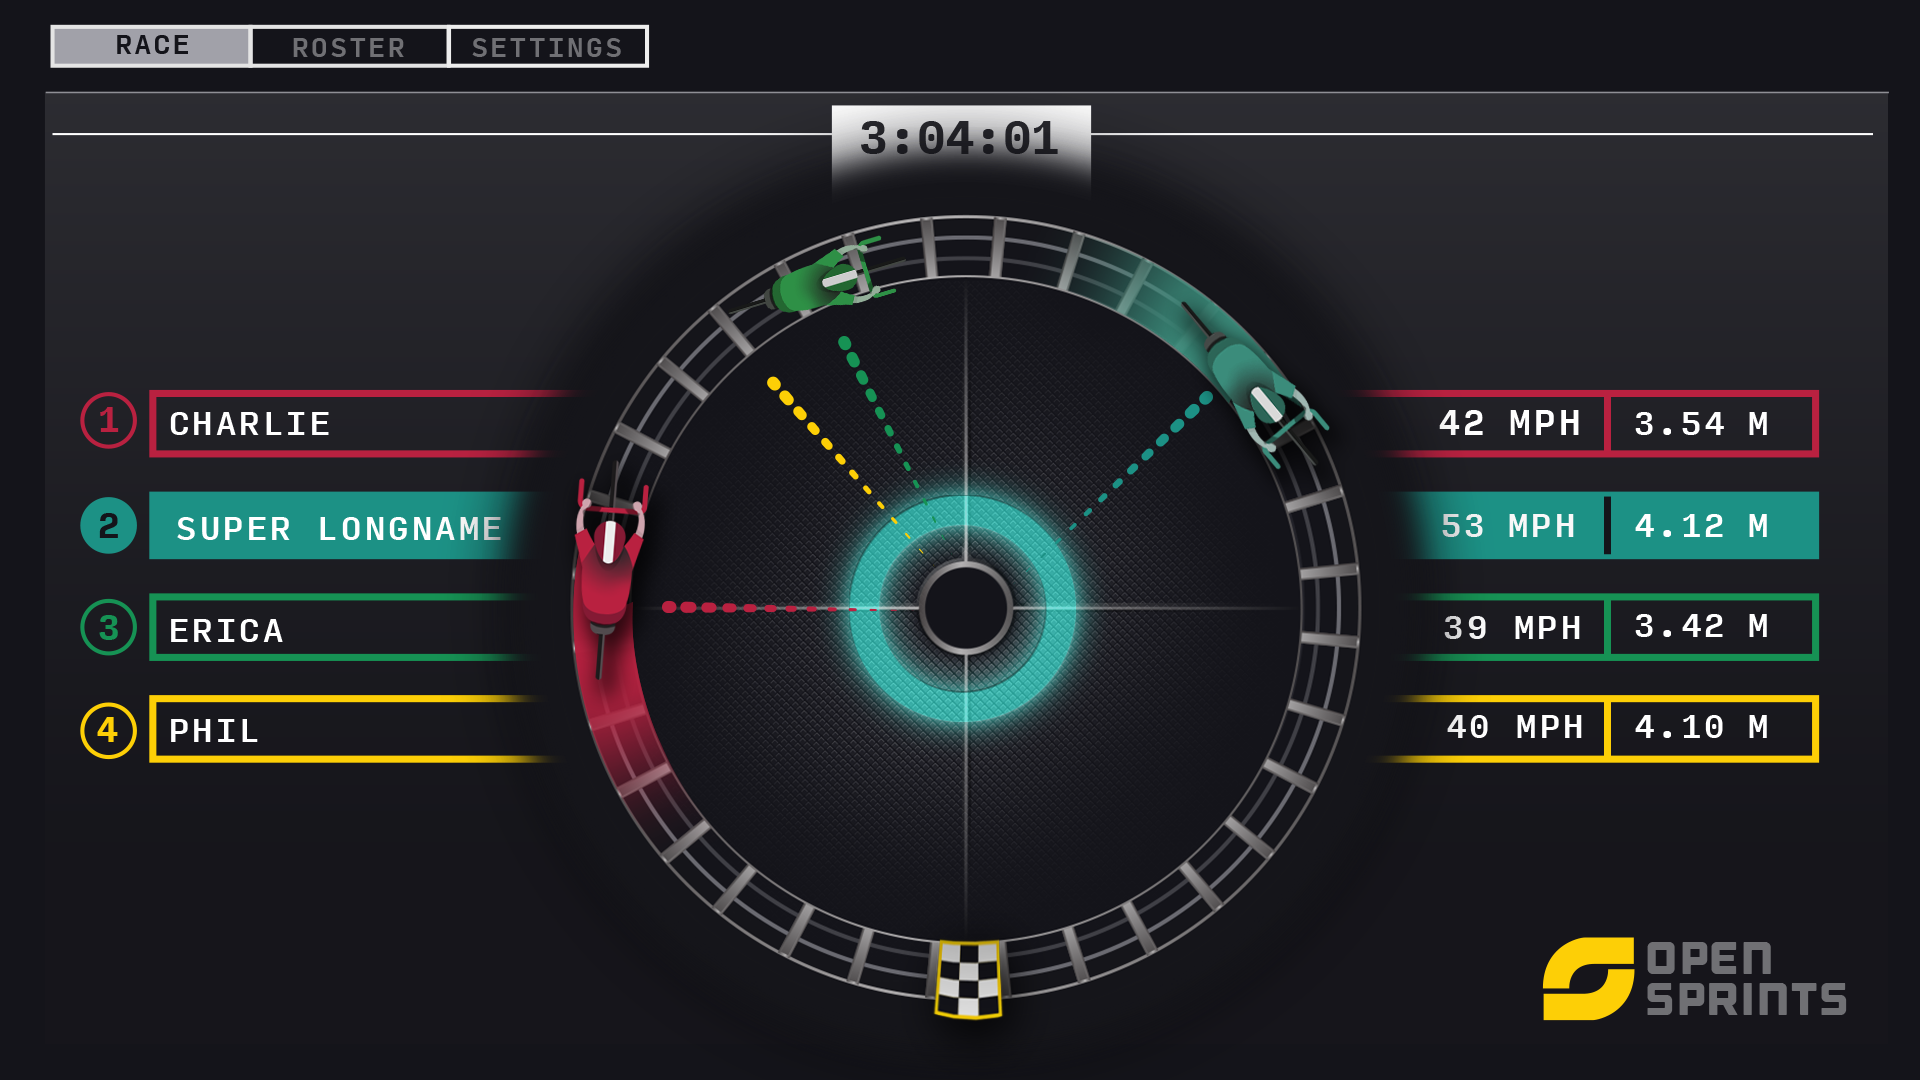 RACE ROSTER SETTINGS
3:04:01
1 CHARLIE 42 MPH 3.54 M
2 SUPER LONGNAME 53 MPH 4.12 M
3 ERICA 39 MPH 3.42 M
4 PHIL 40 MPH 4.10 M
OPEN
SPRINTS